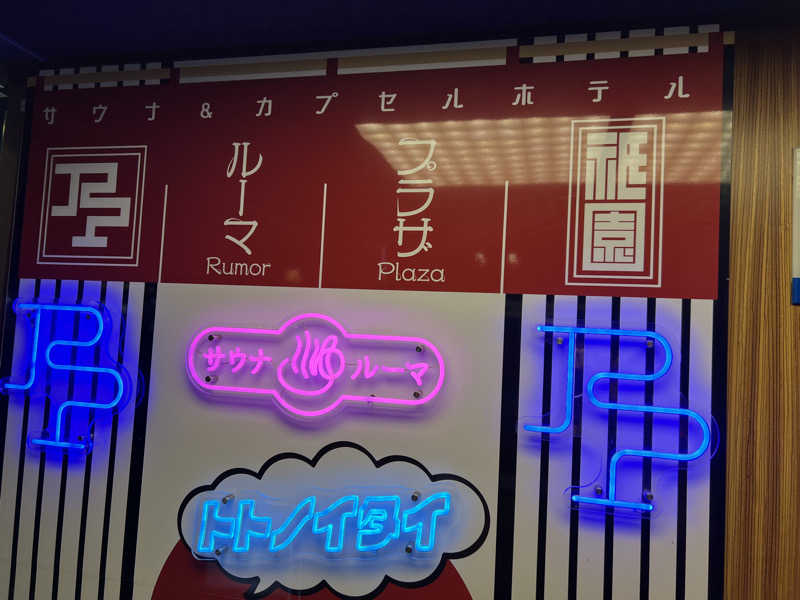 サウナ&カプセルホテル
ルーマ
Rumor
プラザ
Plaza
祇園
サウナ
ルーマ
トトノイタイ